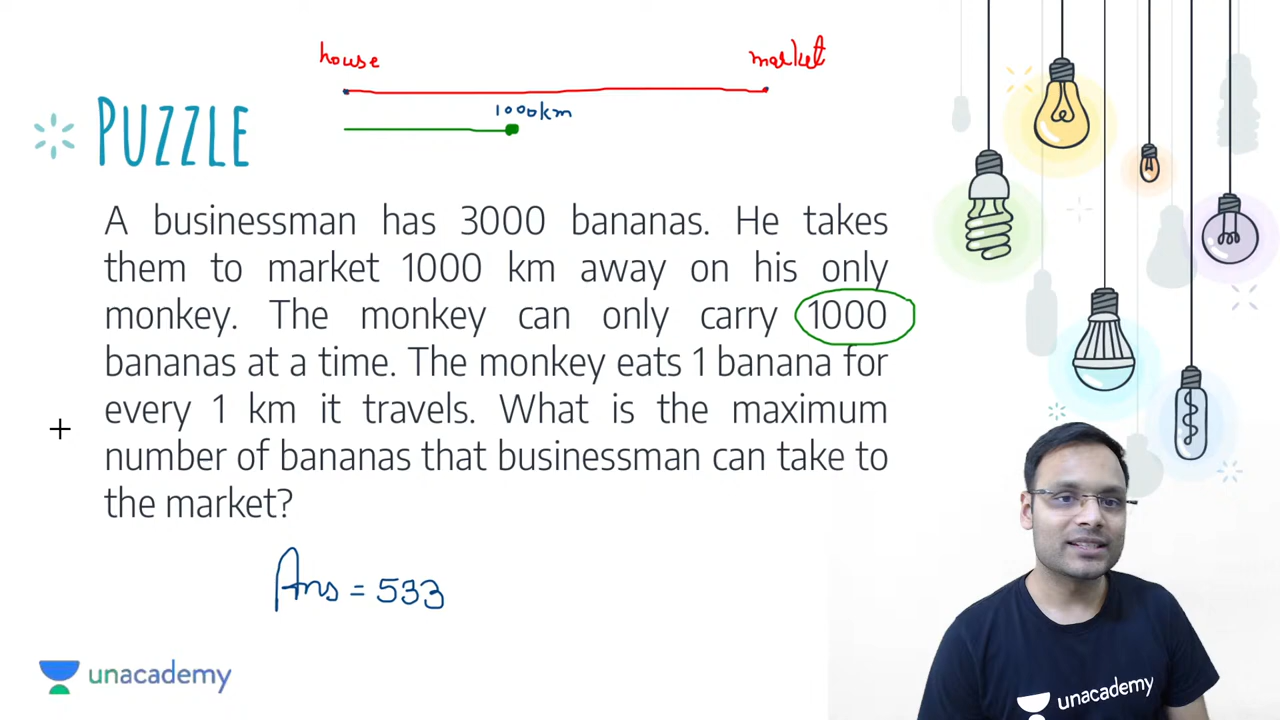 house
market
1000km
PUZZLE
A businessman has 3000 bananas. He takes
them to market 1000 km away on his only
monkey. The monkey can only carry 1000
bananas at a time. The monkey eats 1 banana for
every 1 km it travels. What is the maximum
number of bananas that businessman can take to
the market?
Ans = 533
unacademy
unacademy